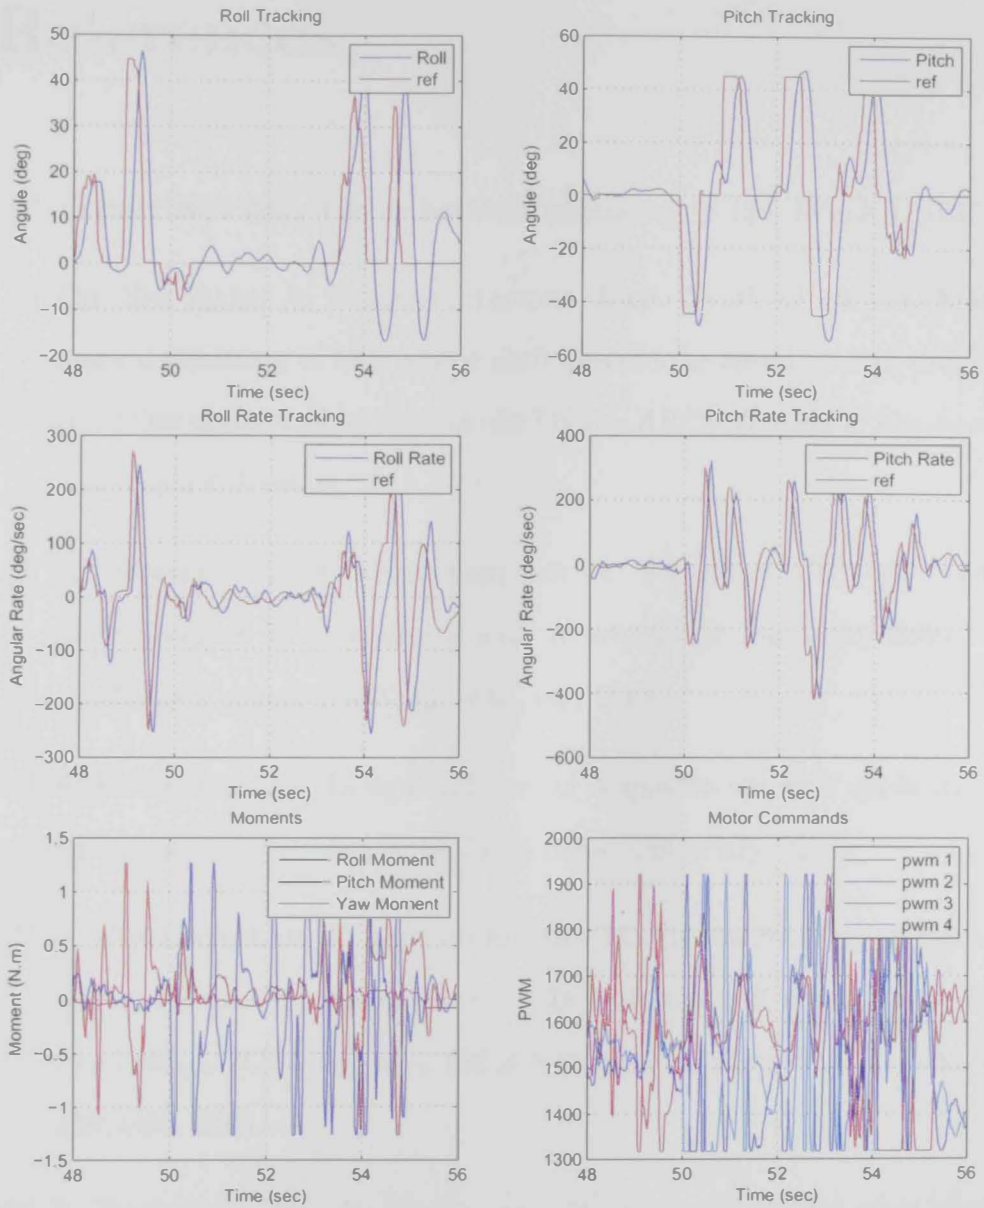 Roll Tracking
50
40
30
20
10
0
−10
−20
Angule (deg)
Roll
ref
48
50
52
54
56
Time (sec)
Pitch Tracking
60
40
20
0
−20
−40
−60
Angule (deg)
Pitch
ref
48
50
52
54
56
Time (sec)
Roll Rate Tracking
300
200
100
0
−100
−200
−300
Angular Rate (deg/sec)
Roll Rate
ref
48
50
52
54
56
Time (sec)
Pitch Rate Tracking
400
200
0
−200
−400
−600
Angular Rate (deg/sec)
Pitch Rate
ref
48
50
52
54
56
Time (sec)
Moments
1.5
1
0.5
0
−0.5
−1
−1.5
Moment (N.m)
Roll Moment
Pitch Moment
Yaw Moment
48
50
52
54
56
Time (sec)
Motor Commands
2000
1900
1800
1700
1600
1500
1400
1300
PWM
pwm 1
pwm 2
pwm 3
pwm 4
48
50
52
54
56
Time (sec)